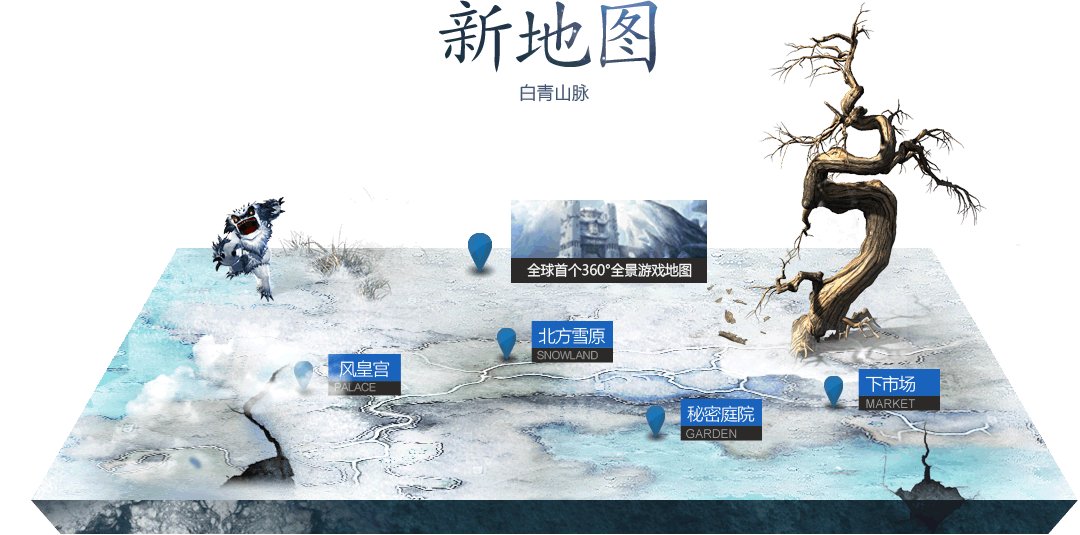 新地图
白青山脉
全球首个360°全景游戏地图
北方雪原
SNOWLAND
风皇宫
PALACE
下市场
MARKET
秘密庭院
GARDEN